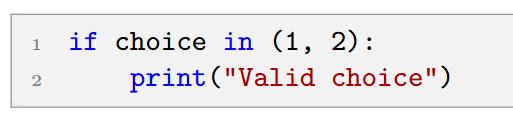 1 if choice in (1, 2):
2     print("Valid choice")